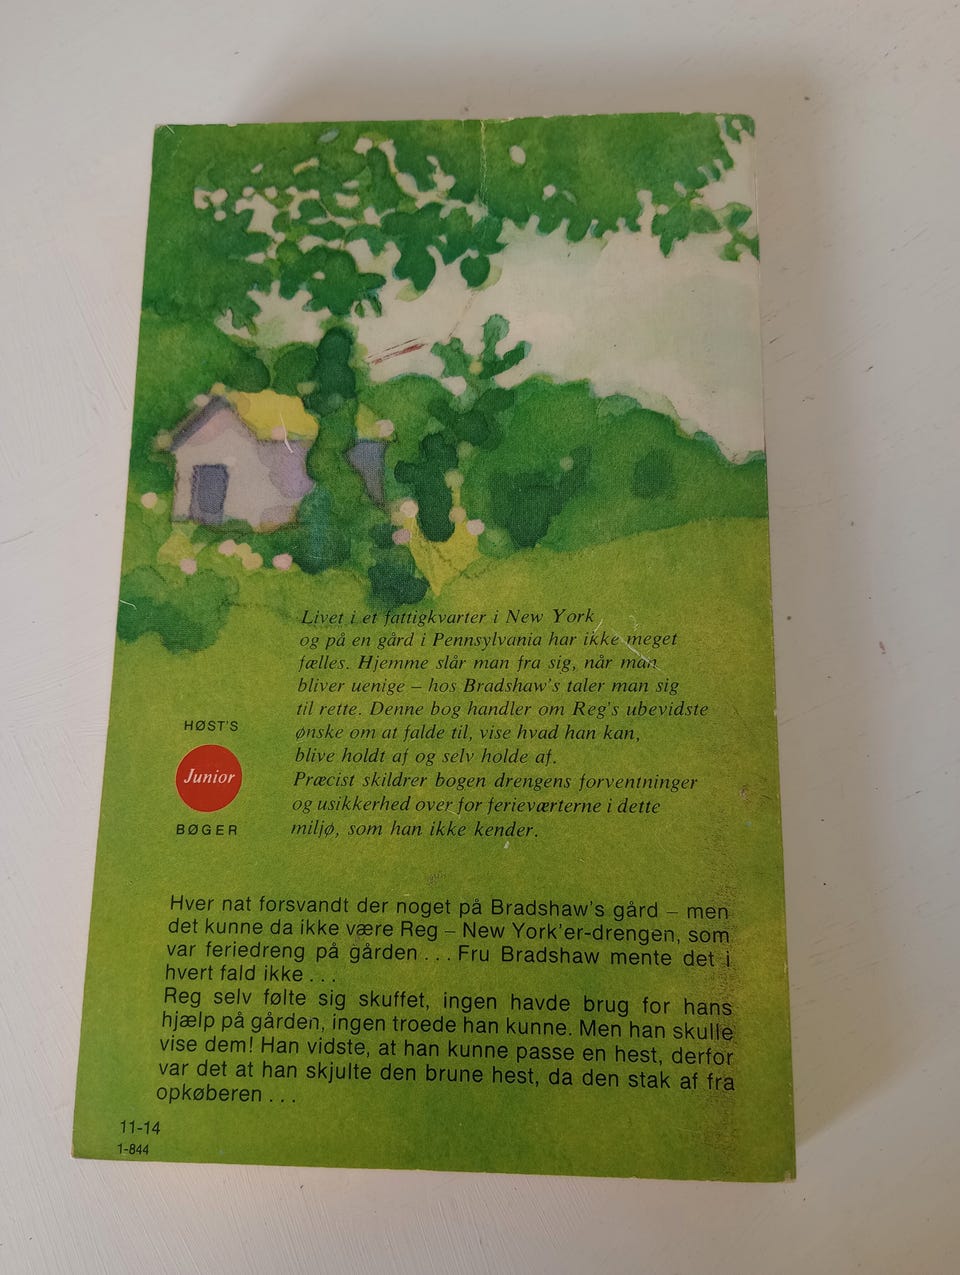 Livet i et fattigkvarter i New York
og på en gård i Pennsylvania har ikke meget
fælles. Hjemme slår man fra sig, når man
bliver uenige – hos Bradshaw's taler man sig
til rette. Denne bog handler om Reg's ubevidste
ønske om at falde til, vise hvad han kan,
blive holdt af og selv holde af.
Præcist skildrer bogen drengens forventninger
og usikkerhed over for ferieværterne i dette
miljø, som han ikke kender.
HØST'S
Junior
BØGER
Hver nat forsvandt der noget på Bradshaw's gård – men
det kunne da ikke være Reg – New York'er-drengen, som
var feriedreng på gården ... Fru Bradshaw mente det i
hvert fald ikke ...
Reg selv følte sig skuffet, ingen havde brug for hans
hjælp på gården, ingen troede han kunne. Men han skulle
vise dem! Han vidste, at han kunne passe en hest, derfor
var det at han skjulte den brune hest, da den stak af fra
opkøberen ...
11-14
1-844